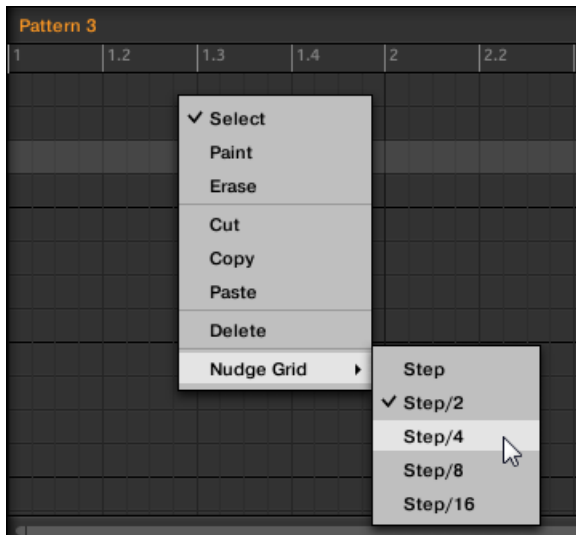 Pattern 3
1 1.2 1.3 1.4 2 2.2
Select
Paint
Erase
Cut
Copy
Paste
Delete
Nudge Grid
Step
Step/2
Step/4
Step/8
Step/16